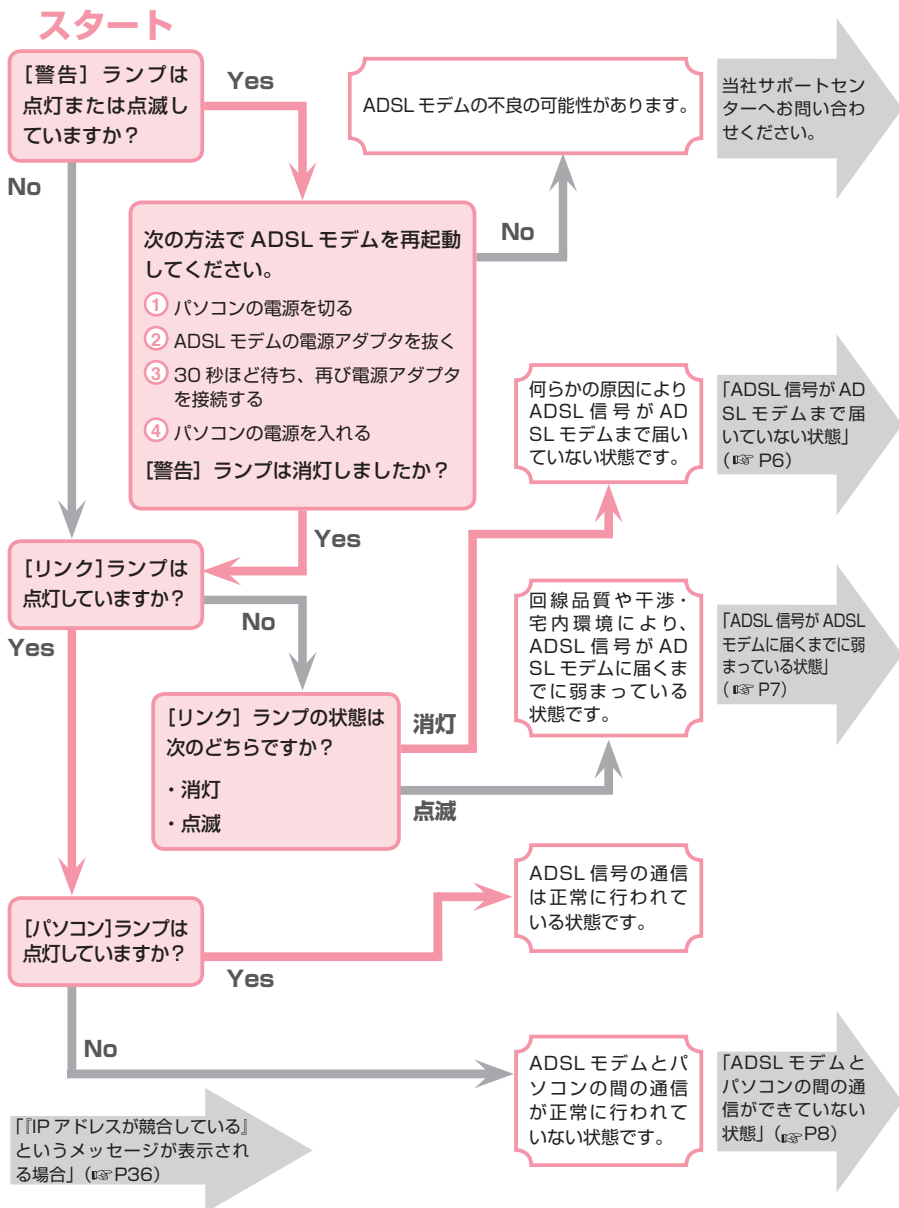 スタート
［警告］ランプは
点灯または点滅し
ていますか？
Yes
No
ADSL モデムの不良の可能性があります。
当社サポートセン
ターへお問い合わ
せください。
次の方法で ADSL モデムを再起動
してください。
① パソコンの電源を切る
② ADSL モデムの電源アダプタを抜く
③ 30 秒ほど待ち、再び電源アダプタ
を接続する
④ パソコンの電源を入れる
［警告］ランプは消灯しましたか？
No
Yes
何らかの原因により
ADSL 信号が AD
SL モデムまで届い
ていない状態です。
「ADSL 信号が AD
SL モデムまで届
いていない状態」
（☞ P6）
［リンク］ランプは
点灯していますか？
No
Yes
回線品質や干渉・
宅内環境により、
ADSL 信号が AD
SL モデムに届くま
でに弱まっている
状態です。
「ADSL 信号が ADSL
モデムに届くまでに弱
まっている状態」
（☞ P7）
［リンク］ランプの状態は
次のどちらですか？
・消灯
・点滅
消灯
点滅
ADSL 信号の通信
は正常に行われて
いる状態です。
［パソコン］ランプは
点灯していますか？
Yes
No
ADSL モデムとパ
ソコンの間の通信
が正常に行われて
いない状態です。
「ADSL モデムと
パソコンの間の通
信ができていない
状態」（☞P8）
「『IP アドレスが競合している』
というメッセージが表示され
る場合」（☞P36）